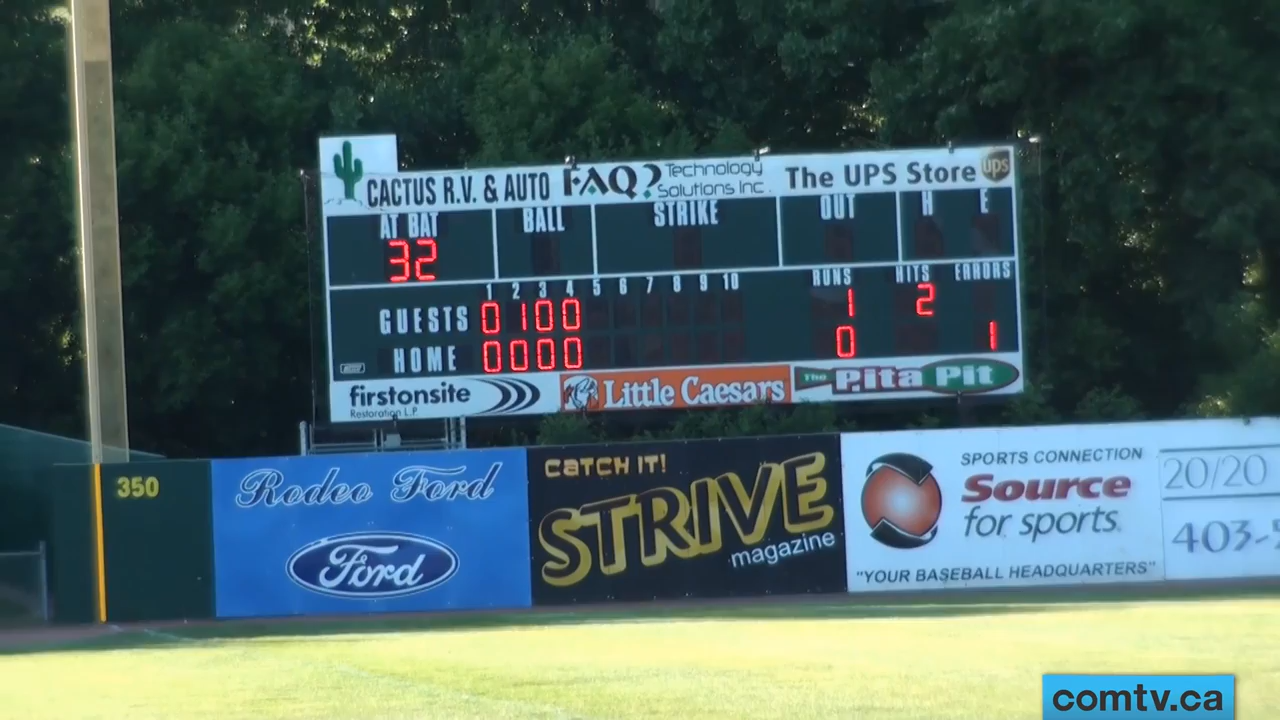 CACTUS R.V. & AUTO
FAQ?
Technology
Solutions Inc.
The UPS Store
ups
AT BAT
BALL
STRIKE
OUT
H
E
32
1 2 3 4 5 6 7 8 9 10
RUNS
HITS
ERRORS
GUESTS 0 1 0 0 1 2
HOME 0 0 0 0 0 1
firstonsite
Restoration L.P.
Little Caesars
The Pita Pit
350
Rodeo Ford
Ford
CATCH IT!
STRIVE
magazine
SPORTS CONNECTION
Source
for sports
"YOUR BASEBALL HEADQUARTERS"
20/20
403-
comtv.ca